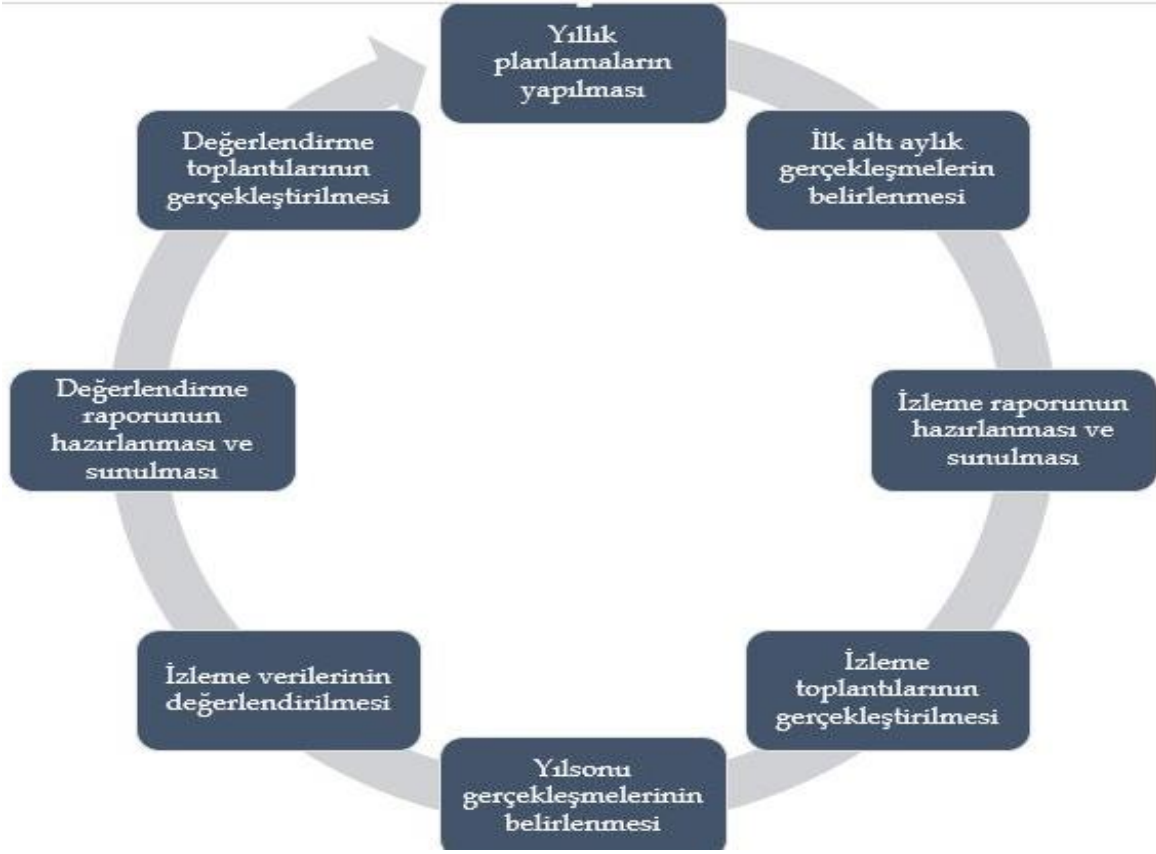 Yıllık
planlamaların
yapılması
İlk altı aylık
gerçekleşmelerin
belirlenmesi
İzleme raporunun
hazırlanması ve
sunulması
İzleme
toplantılarının
gerçekleştirilmesi
Yılsonu
gerçekleşmelerinin
belirlenmesi
İzleme verilerinin
değerlendirilmesi
Değerlendirme
raporunun
hazırlanması ve
sunulması
Değerlendirme
toplantılarının
gerçekleştirilmesi